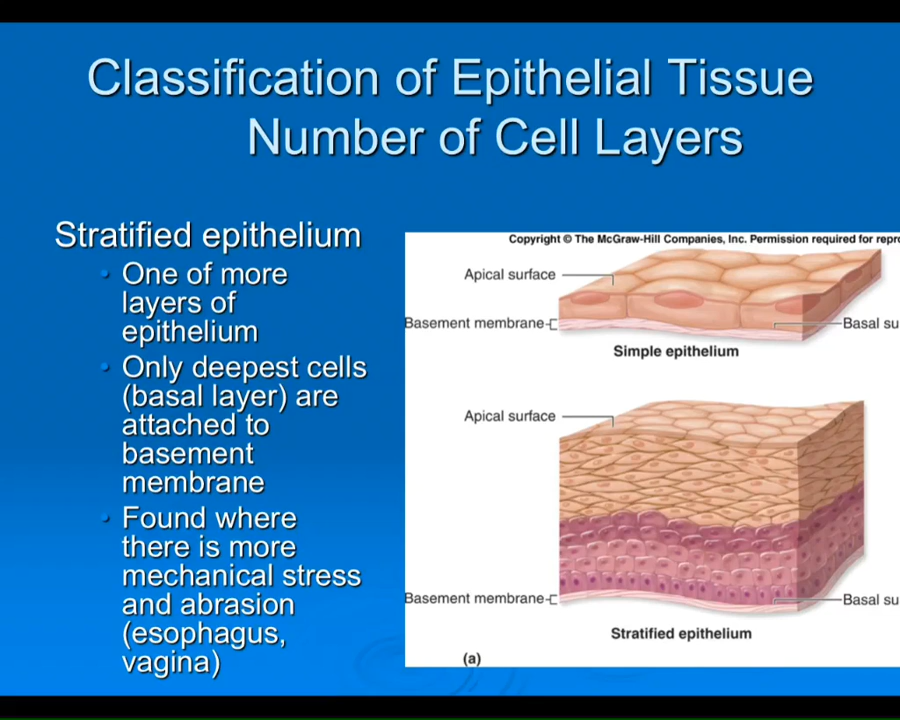 Classification of Epithelial Tissue
Number of Cell Layers
Stratified epithelium
• One of more
layers of
epithelium
• Only deepest cells
(basal layer) are
attached to
basement
membrane
• Found where
there is more
mechanical stress
and abrasion
(esophagus,
vagina)
Copyright © The McGraw-Hill Companies, Inc. Permission required for repro
Apical surface
Basement membrane
Basal su
Simple epithelium
Apical surface
Basement membrane
Basal su
Stratified epithelium
(a)